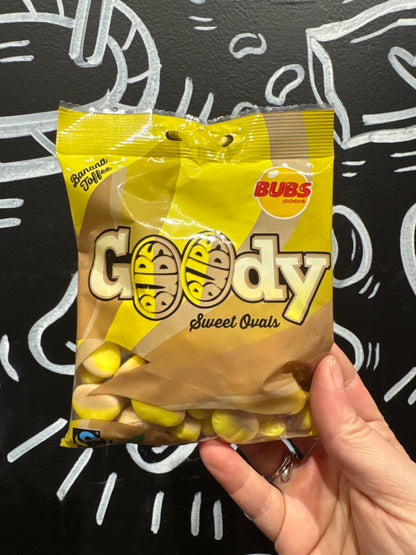 Banana
Toffee
BUBS
GODIS
Goody
BUBS BUBS
Sweet Ovals